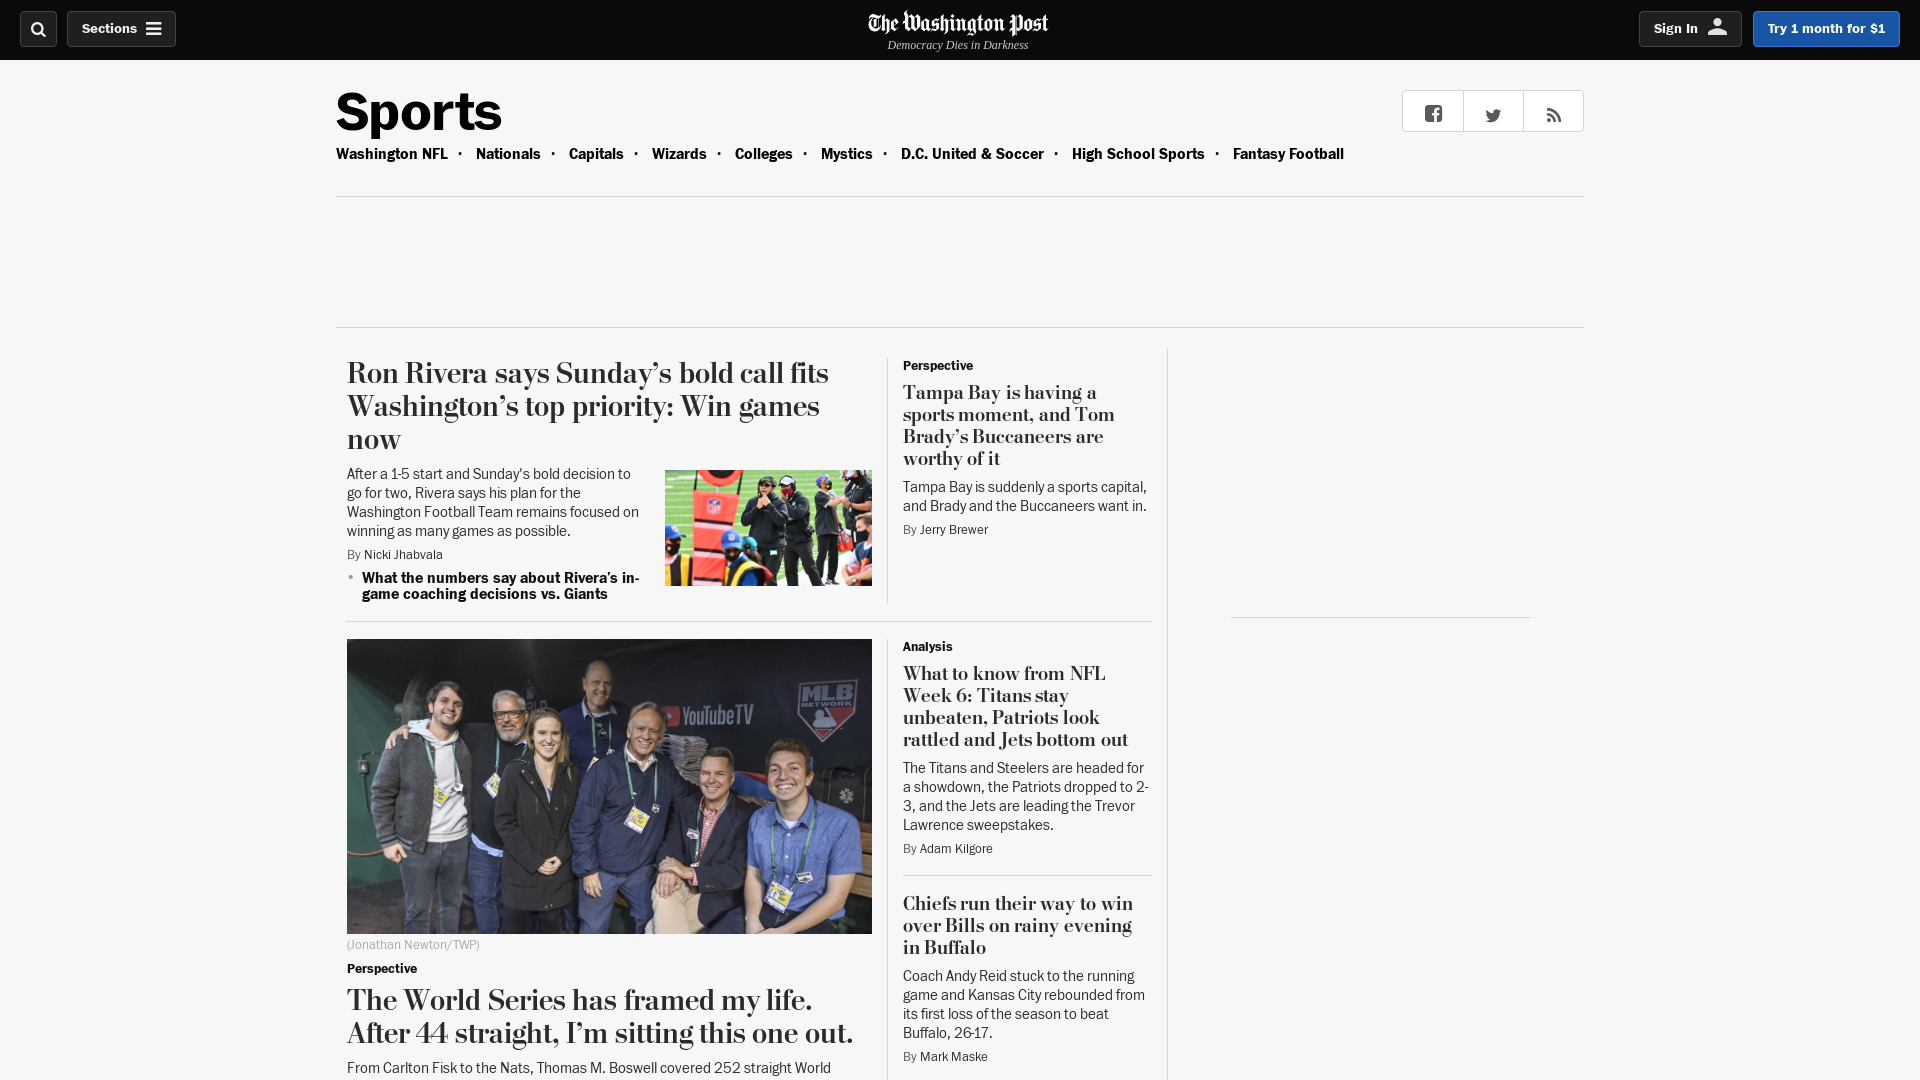 Sections
The Washington Post
Democracy Dies in Darkness
Sign In
Try 1 month for $1
Sports
Washington NFL · Nationals · Capitals · Wizards · Colleges · Mystics · D.C. United & Soccer · High School Sports · Fantasy Football
Ron Rivera says Sunday’s bold call fits
Washington’s top priority: Win games
now
After a 1-5 start and Sunday's bold decision to
go for two, Rivera says his plan for the
Washington Football Team remains focused on
winning as many games as possible.
By Nicki Jhabvala
• What the numbers say about Rivera’s in-
game coaching decisions vs. Giants
Perspective
Tampa Bay is having a
sports moment, and Tom
Brady’s Buccaneers are
worthy of it
Tampa Bay is suddenly a sports capital,
and Brady and the Buccaneers want in.
By Jerry Brewer
YouTubeTV
MLB
NETWORK
(Jonathan Newton/TWP)
Perspective
The World Series has framed my life.
After 44 straight, I’m sitting this one out.
From Carlton Fisk to the Nats, Thomas M. Boswell covered 252 straight World
Analysis
What to know from NFL
Week 6: Titans stay
unbeaten, Patriots look
rattled and Jets bottom out
The Titans and Steelers are headed for
a showdown, the Patriots dropped to 2-
3, and the Jets are leading the Trevor
Lawrence sweepstakes.
By Adam Kilgore
Chiefs run their way to win
over Bills on rainy evening
in Buffalo
Coach Andy Reid stuck to the running
game and Kansas City rebounded from
its first loss of the season to beat
Buffalo, 26-17.
By Mark Maske